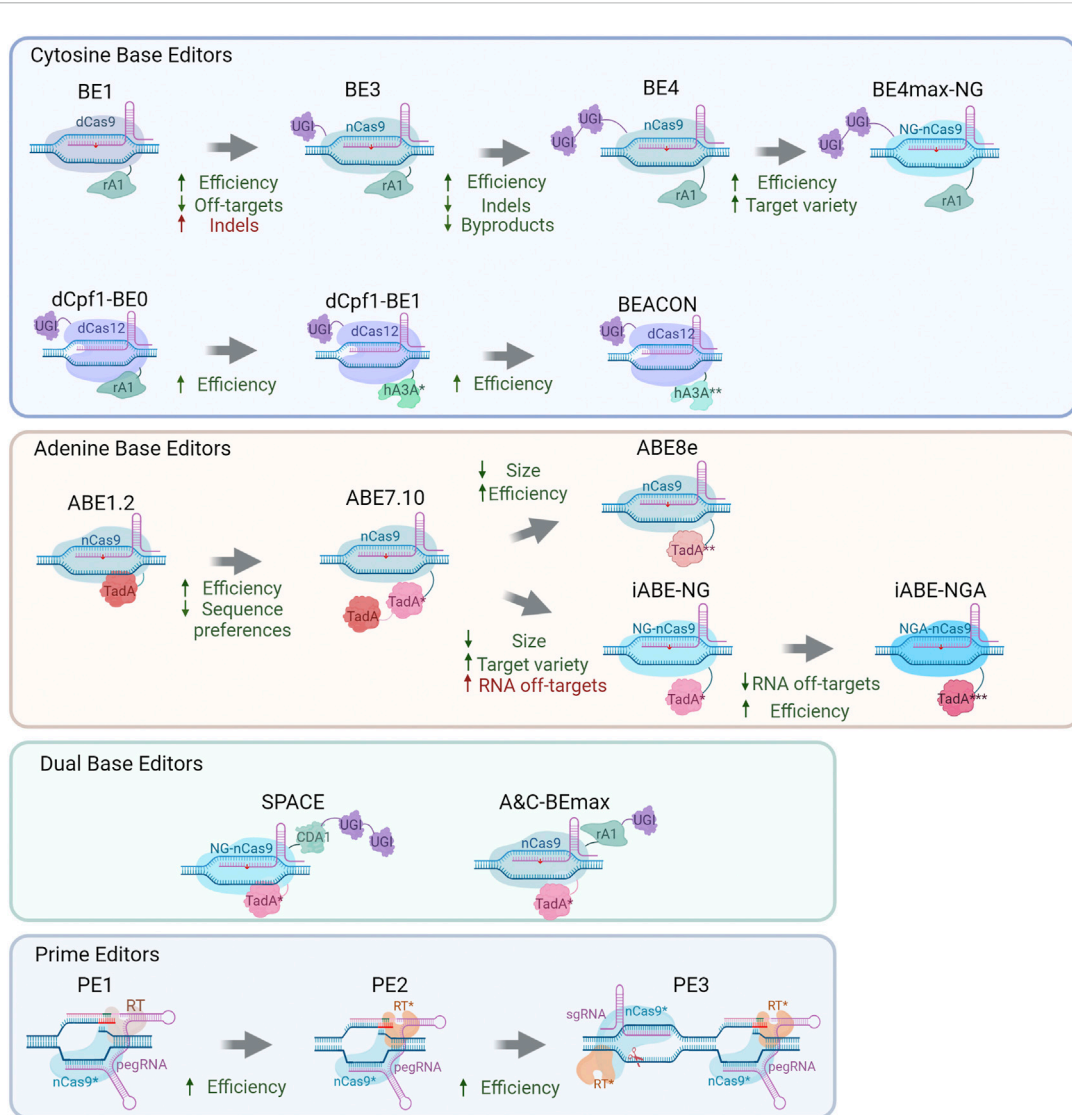 Cytosine Base Editors
BE1
dCas9
rA1
↑ Efficiency
↓ Off-targets
↑ Indels
BE3
UGI
nCas9
rA1
↑ Efficiency
↓ Indels
↓ Byproducts
BE4
UGI
UGI
nCas9
rA1
↑ Efficiency
↑ Target variety
BE4max-NG
UGI
UGI
NG-nCas9
rA1
dCpf1-BE0
UGI
dCas12
rA1
↑ Efficiency
dCpf1-BE1
UGI
dCas12
hA3A*
↑ Efficiency
BEACON
UGI
dCas12
hA3A**
Adenine Base Editors
ABE1.2
nCas9
TadA
↑ Efficiency
↓ Sequence
preferences
ABE7.10
nCas9
TadA
TadA*
↓ Size
↑ Efficiency
ABE8e
nCas9
TadA**
↓ Size
↑ Target variety
↑ RNA off-targets
iABE-NG
NG-nCas9
TadA*
↓ RNA off-targets
↑ Efficiency
iABE-NGA
NGA-nCas9
TadA***
Dual Base Editors
SPACE
CDA1
UGI
UGI
NG-nCas9
TadA*
A&C-BEmax
rA1
UGI
nCas9
TadA*
Prime Editors
PE1
RT
pegRNA
nCas9*
↑ Efficiency
PE2
RT*
pegRNA
nCas9*
↑ Efficiency
PE3
sgRNA
nCas9*
RT*
RT*
pegRNA
nCas9*